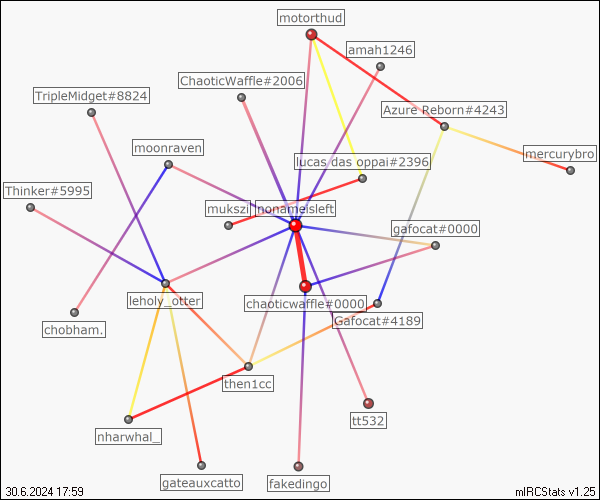 motorthud
amah1246
ChaoticWaffle#2006
TripleMidget#8824
Azure Reborn#4243
moonraven
lucas das oppai#2396
mercurybro
Thinker#5995
mukszi
nonameisleft
gafocat#0000
leholy_otter
chaoticwaffle#0000
Gafocat#4189
chobham.
then1cc
tt532
nharwhal_
gateauxcatto
fakedingo
30.6.2024 17:59
mIRCStats v1.25